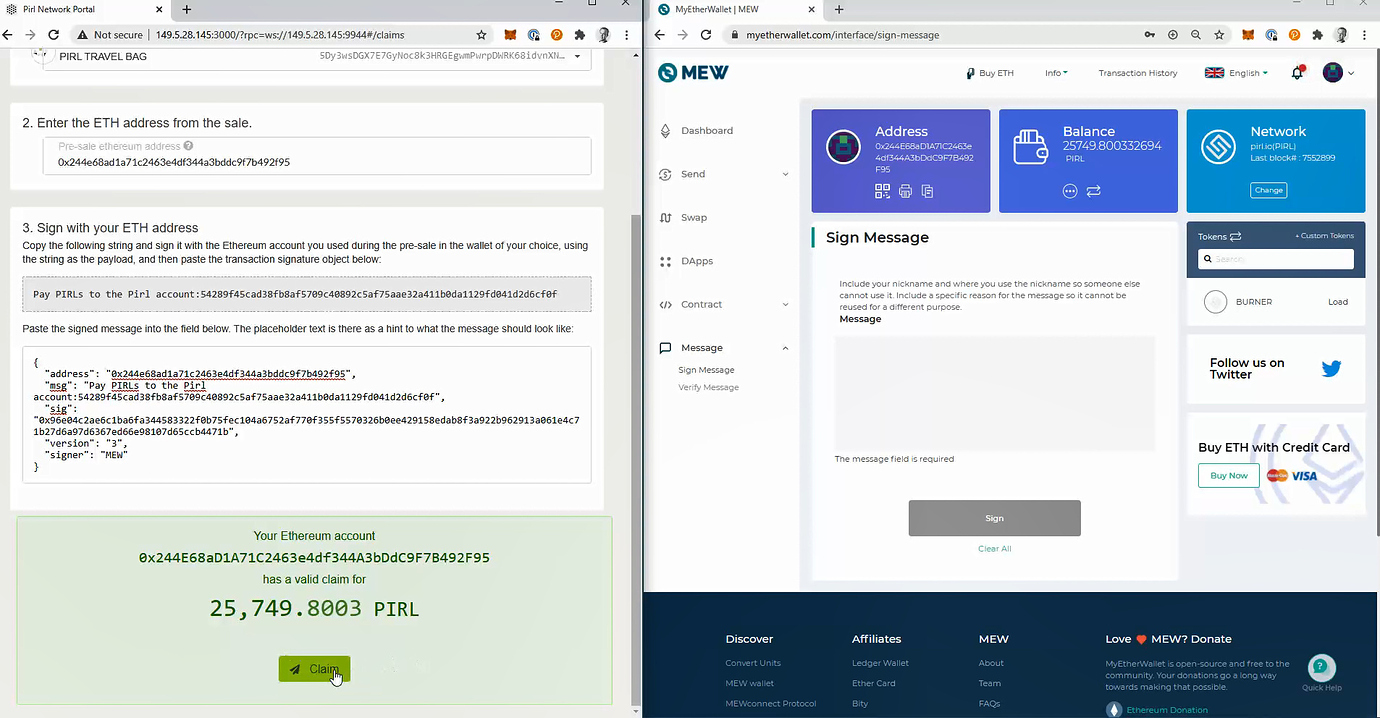 Pirl Network Portal
Not secure | 149.5.28.145:3000/?rpc=ws://149.5.28.145:9944#/claims
PIRL TRAVEL BAG
5Dy3wsDGX7E7GyNoc8k3HRGEgwmPwrpDWRK68idvnXN...
2. Enter the ETH address from the sale.
Pre-sale ethereum address ?
0x244e68ad1a71c2463e4df344a3bddc9f7b492f95
3. Sign with your ETH address
Copy the following string and sign it with the Ethereum account you used during the pre-sale in the wallet of your choice, using
the string as the payload, and then paste the transaction signature object below:
Pay PIRLs to the Pirl account:54289f45cad38fb8af5709c40892c5af75aae32a411b0da1129fd041d2d6cf0f
Paste the signed message into the field below. The placeholder text is there as a hint to what the message should look like:
{
"address": "0x244e68ad1a71c2463e4df344a3bddc9f7b492f95",
"msg": "Pay PIRLs to the Pirl
account:54289f45cad38fb8af5709c40892c5af75aae32a411b0da1129fd041d2d6cf0f",
"sig":
"0x96e04c2ae6c1ba6fa344583322f0b75fec104a6752af770f355f5570326b0ee429158edab8f3a922b962913a061e4c7
1b27d6a97d6367ed66e98107d65ccb4471b",
"version": "3",
"signer": "MEW"
}
Your Ethereum account
0x244E68aD1A71C2463e4df344A3bDdC9F7B492F95
has a valid claim for
25,749.8003 PIRL
Claim
MyEtherWallet | MEW
myetherwallet.com/interface/sign-message
MEW
Buy ETH
Info
Transaction History
English
Dashboard
Send
Swap
DApps
Contract
Message
Sign Message
Verify Message
Address
0x244E68aD1A71C2463e
4df344A3bDdC9F7B492
F95
Balance
25749.800332694
PIRL
Network
pirl.io(PIRL)
Last block# : 7552899
Change
Sign Message
Include your nickname and where you use the nickname so someone else
cannot use it. Include a specific reason for the message so it cannot be
reused for a different purpose.
Message
The message field is required
Sign
Clear All
Tokens
+ Custom Tokens
Search
BURNER
Load
Follow us on
Twitter
Buy ETH with Credit Card
Buy Now
VISA
Discover
Convert Units
MEW wallet
MEWconnect Protocol
Affiliates
Ledger Wallet
Ether Card
Bity
MEW
About
Team
FAQs
Love MEW? Donate
MyEtherWallet is open-source and free to the
community. Your donations go a long way
towards making that possible.
Ethereum Donation
?
Quick Help